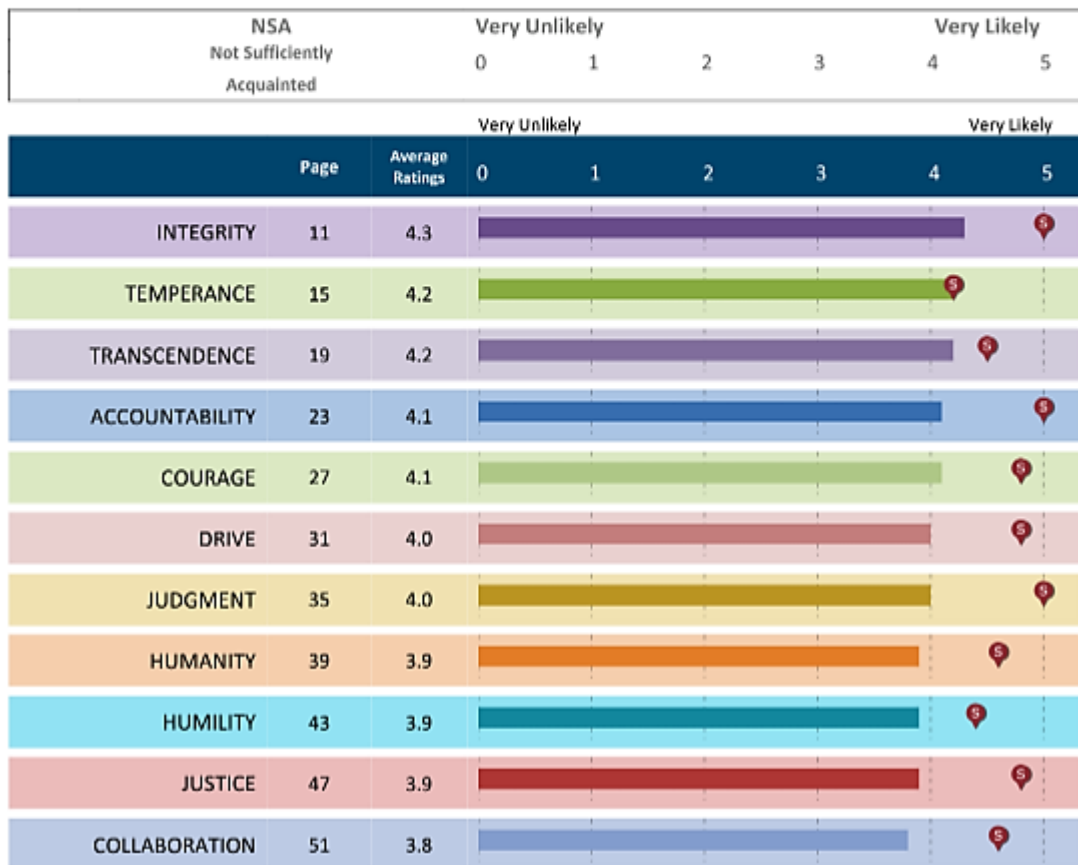 NSA Very Unlikely Very Likely
Not Sufficiently
Acquainted
0 1 2 3 4 5
Very Unlikely Very Likely
Page Average Ratings 0 1 2 3 4 5
INTEGRITY 11 4.3 S
TEMPERANCE 15 4.2 S
TRANSCENDENCE 19 4.2 S
ACCOUNTABILITY 23 4.1 S
COURAGE 27 4.1 S
DRIVE 31 4.0 S
JUDGMENT 35 4.0 S
HUMANITY 39 3.9 S
HUMILITY 43 3.9 S
JUSTICE 47 3.9 S
COLLABORATION 51 3.8 S